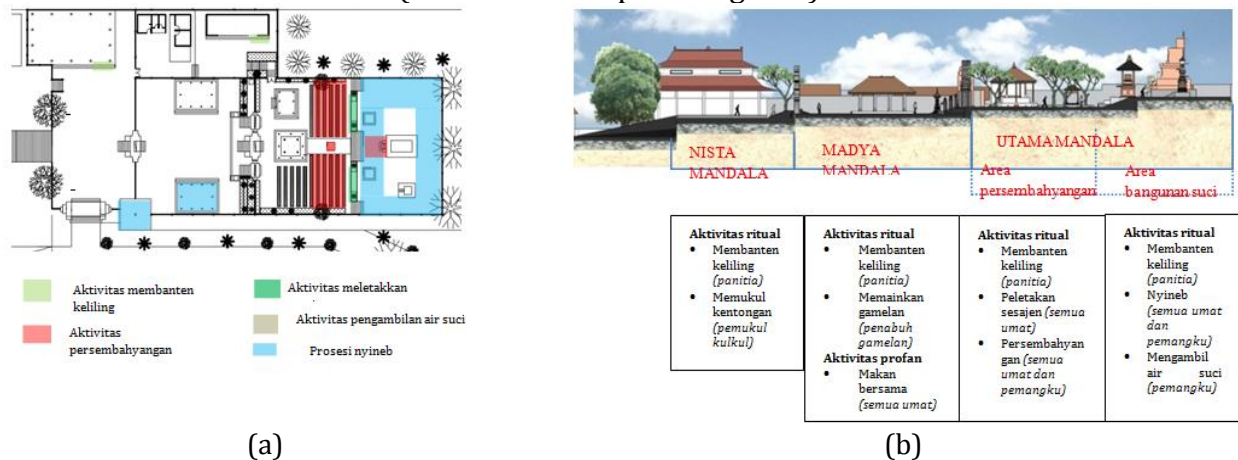 Aktivitas membanten
keliling
Aktivitas
persembahyangan
Aktivitas meletakkan
Aktivitas pengambilan air suci
Prosesi nyineb
(a)
NISTA
MANDALA
MADYA
MANDALA
UTAMA MANDALA
Area
persembahyangan
Area
bangunan suci
Aktivitas ritual
• Membanten
keliling
(panitia)
• Memukul
kentongan
(pemukul
kulkul)
Aktivitas ritual
• Membanten
keliling
(panitia)
• Memainkan
gamelan
(penabuh
gamelan)
Aktivitas profan
• Makan
bersama
(semua umat)
Aktivitas ritual
• Membanten
keliling
(panitia)
• Peletakan
sesajen (semua
umat)
• Persembahyan
gan (semua
umat dan
pemangku)
Aktivitas ritual
• Membanten
keliling
(panitia)
• Nyineb
(semua umat
dan
pemangku)
• Mengambil
air suci
(pemangku)
(b)